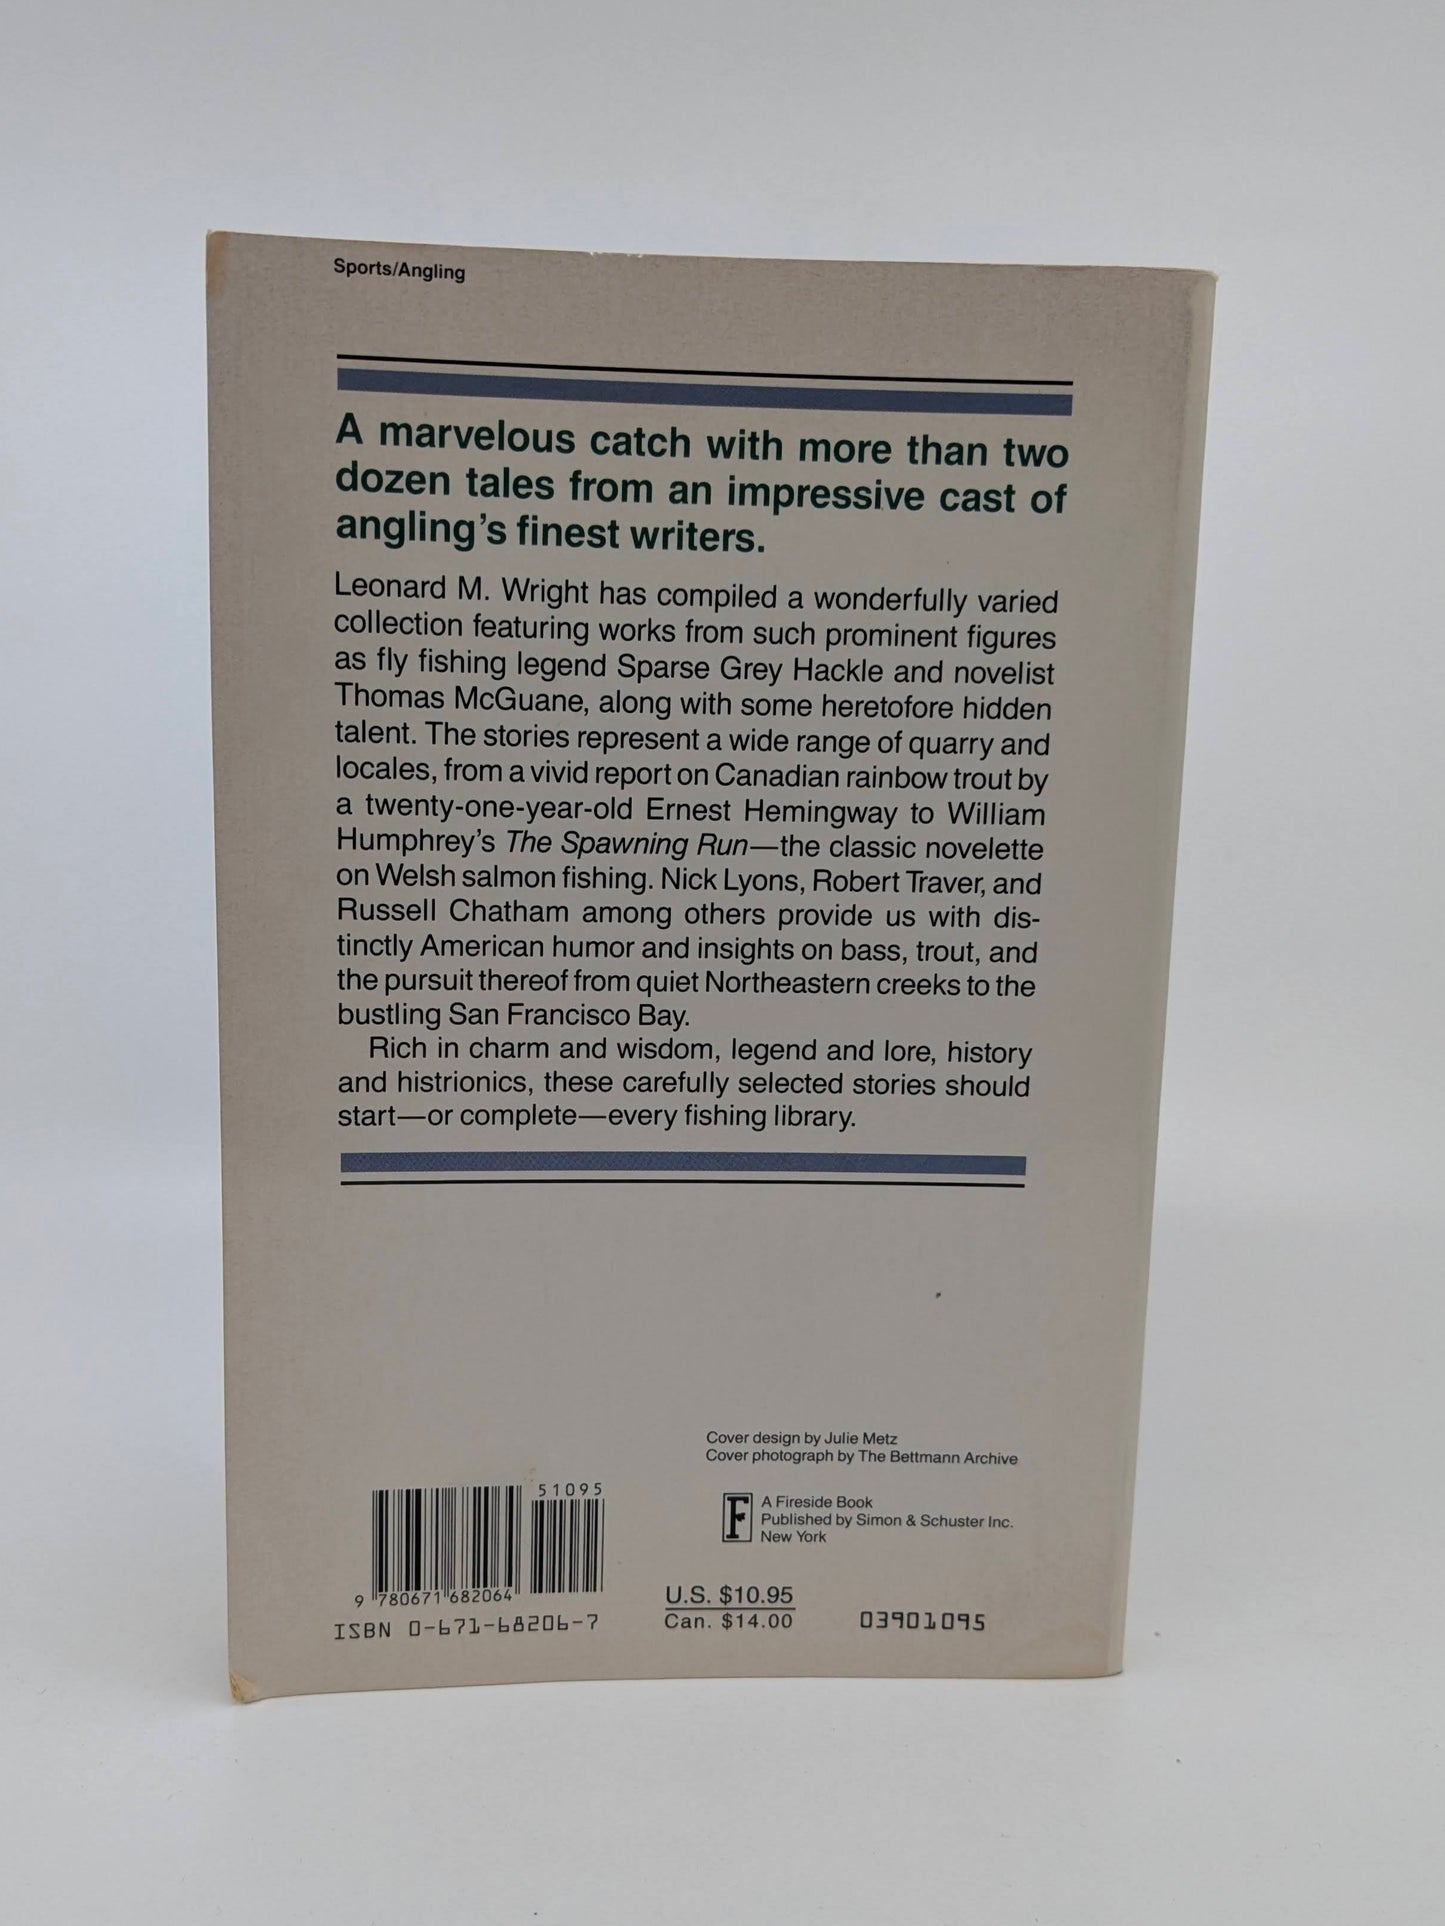 Sports/Angling
A marvelous catch with more than two
dozen tales from an impressive cast of
angling's finest writers.
Leonard M. Wright has compiled a wonderfully varied
collection featuring works from such prominent figures
as fly fishing legend Sparse Grey Hackle and novelist
Thomas McGuane, along with some heretofore hidden
talent. The stories represent a wide range of quarry and
locales, from a vivid report on Canadian rainbow trout by
a twenty-one-year-old Ernest Hemingway to William
Humphrey's The Spawning Run—the classic novelette
on Welsh salmon fishing. Nick Lyons, Robert Traver, and
Russell Chatham among others provide us with dis-
tinctly American humor and insights on bass, trout, and
the pursuit thereof from quiet Northeastern creeks to the
bustling San Francisco Bay.
Rich in charm and wisdom, legend and lore, history
and histrionics, these carefully selected stories should
start—or complete—every fishing library.
Cover design by Julie Metz
Cover photograph by The Bettmann Archive
F
A Fireside Book
Published by Simon & Schuster Inc.
New York
51095
9 780671 682064
ISBN 0-671-68206-7
U.S. $10.95
Can. $14.00
03901095